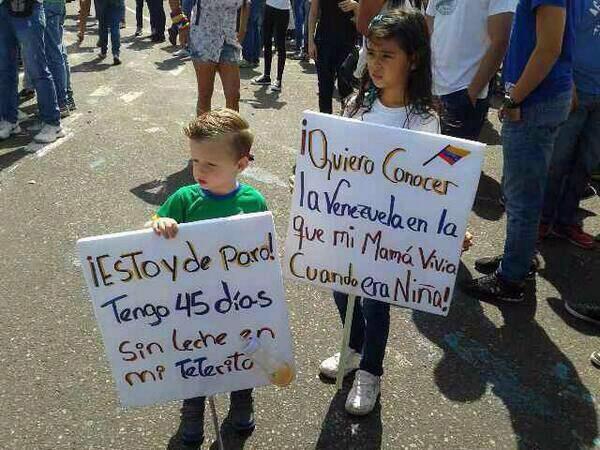 ¡Estoy de Paro!
Tengo 45 días
sin leche en
mi Teterito
¡Quiero Conocer
la Venezuela en la
que mi Mamá Vivia
Cuando era Niña!